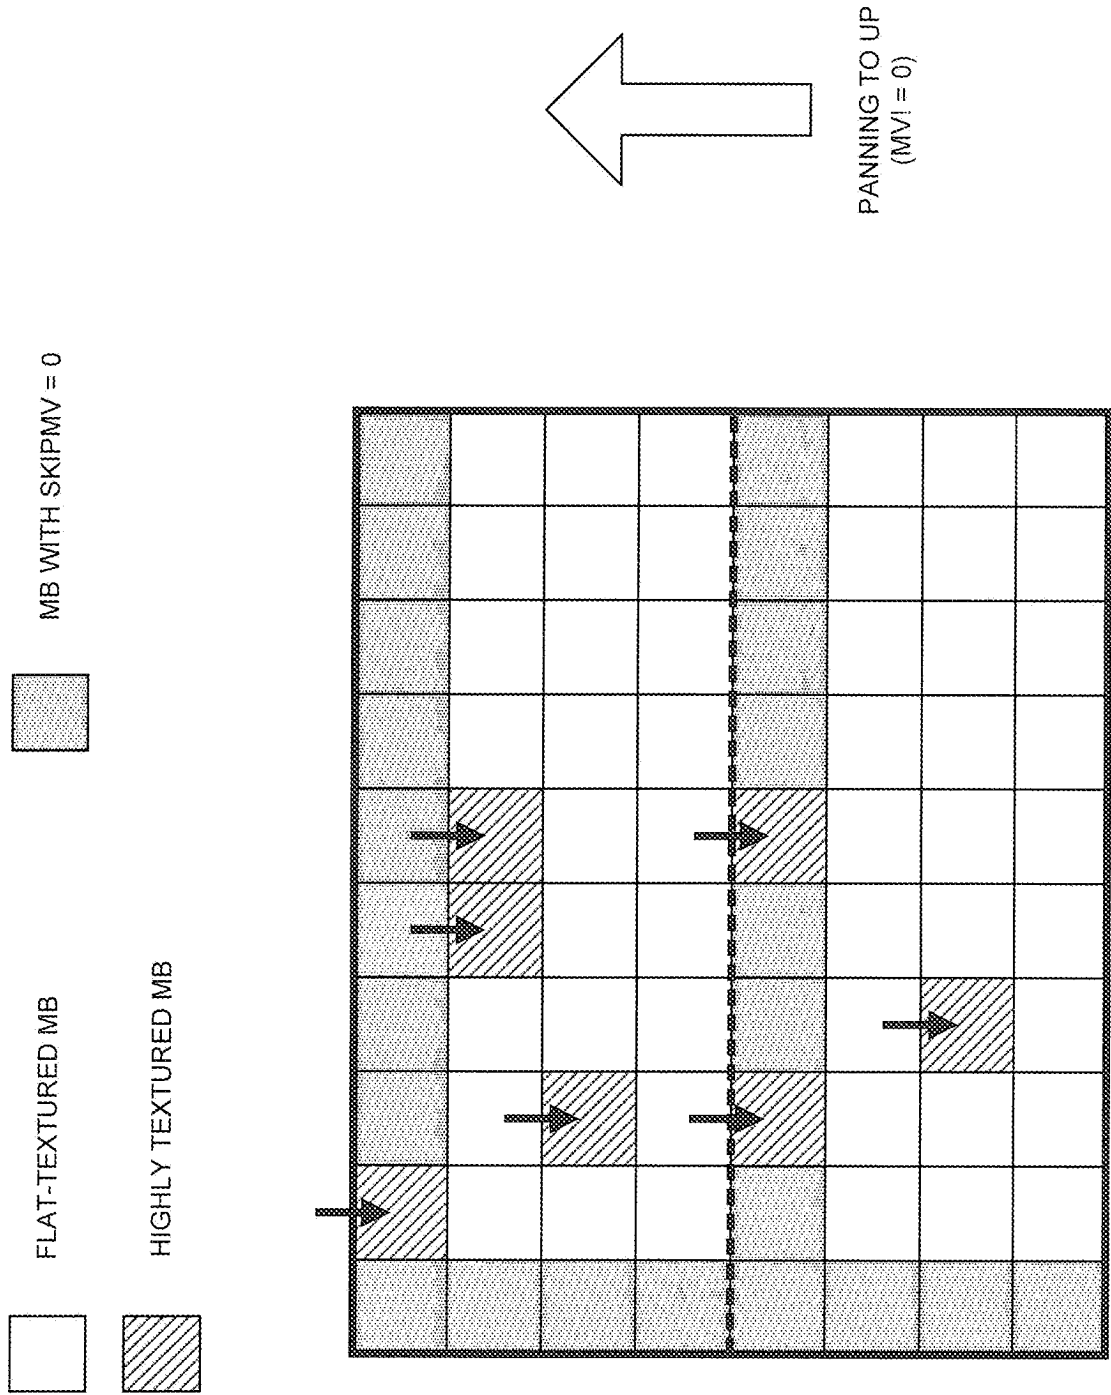 FLAT-TEXTURED MB
HIGHLY TEXTURED MB
MB WITH SKIPMV = 0
PANNING TO UP
(MV! = 0)